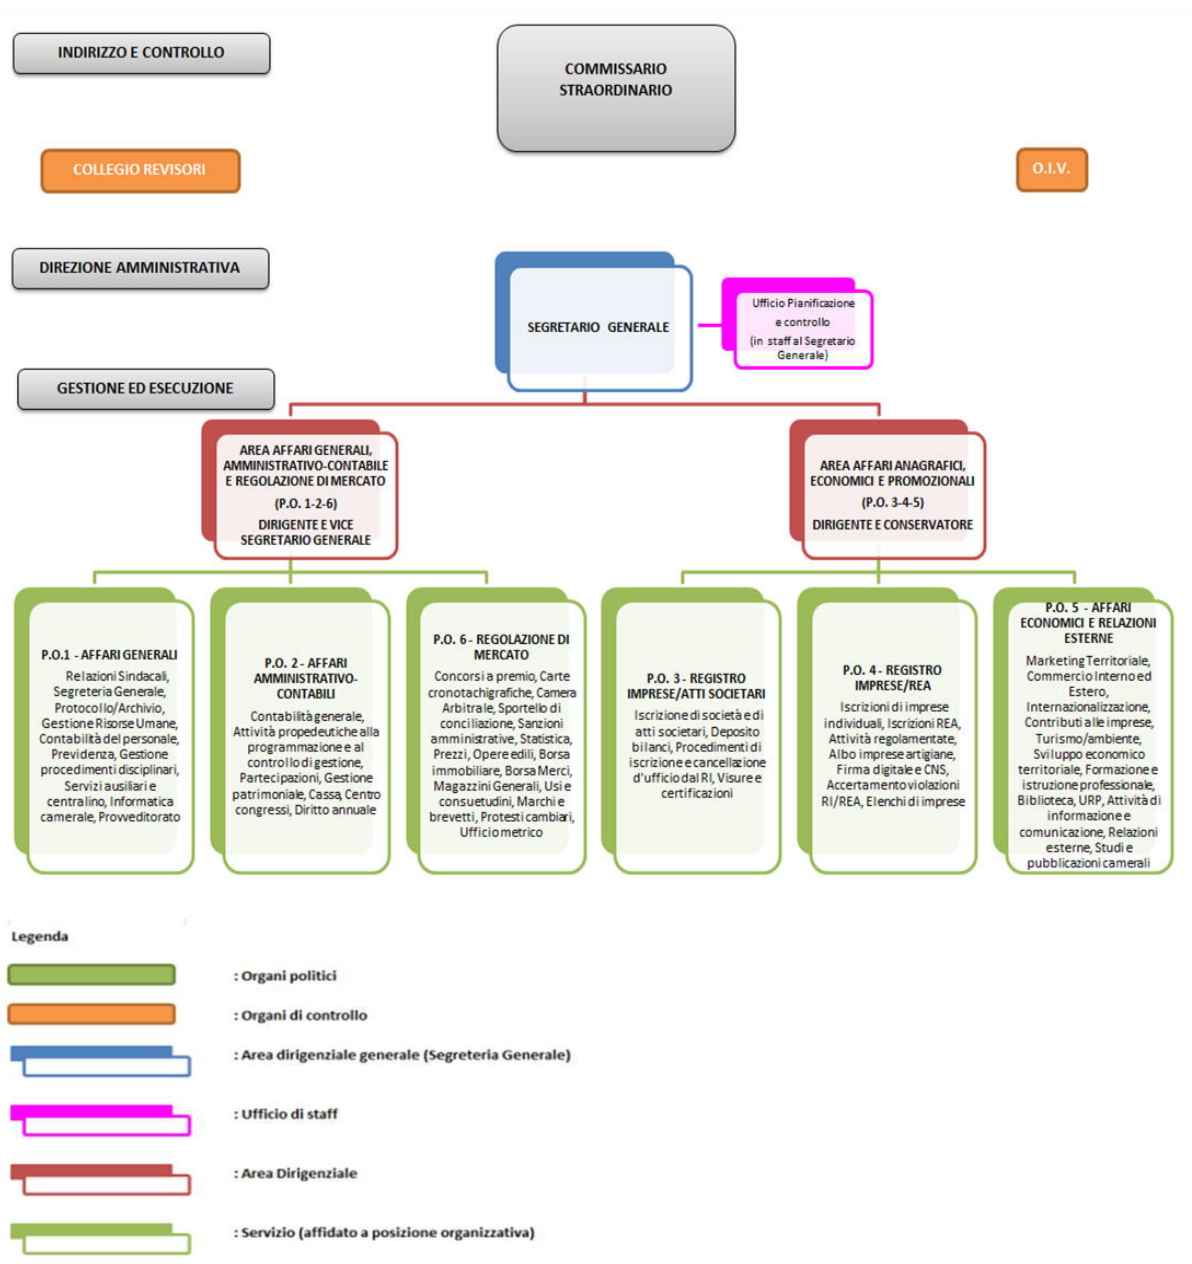 INDIRIZZO E CONTROLLO
COMMISSARIO
STRAORDINARIO
COLLEGIO REVISORI
O.I.V.
DIREZIONE AMMINISTRATIVA
SEGRETARIO GENERALE
Ufficio Pianificazione
e controllo
(in staff al Segretario
Generale)
GESTIONE ED ESECUZIONE
AREA AFFARI GENERALI,
AMMINISTRATIVO-CONTABILE
E REGOLAZIONE DI MERCATO
(P.O. 1-2-6)
DIRIGENTE E VICE
SEGRETARIO GENERALE
AREA AFFARI ANAGRAFICI,
ECONOMICI E PROMOZIONALI
(P.O. 3-4-5)
DIRIGENTE E CONSERVATORE
P.O.1 - AFFARI GENERALI
Relazioni Sindacali,
Segreteria Generale,
Protocollo/Archivio,
Gestione Risorse Umane,
Contabilità del personale,
Previdenza, Gestione
procedimenti disciplinari,
Servizi ausiliari e
centralino, Informatica
camerale, Provveditorato
P.O. 2 - AFFARI
AMMINISTRATIVO-
CONTABILI
Contabilità generale,
Attività propedeutiche alla
programmazione e al
controllo di gestione,
Partecipazioni, Gestione
patrimoniale, Cassa, Centro
congressi, Diritto annuale
P.O. 6 - REGOLAZIONE DI
MERCATO
Concorsi a premio, Carte
cronotachigrafiche, Camera
Arbitrale, Sportello di
conciliazione, Sanzioni
amministrative, Statistica,
Prezzi, Opere edili, Borsa
immobiliare, Borsa Merci,
Magazzini Generali, Usi e
consuetudini, Marchi e
brevetti, Protesti cambiari,
Ufficio metrico
P.O. 3 - REGISTRO
IMPRESE/ATTI SOCIETARI
Iscrizione di società e di
atti societari, Deposito
bilanci, Procedimenti di
iscrizione e cancellazione
d'ufficio dal RI, Visure e
certificazioni
P.O. 4 - REGISTRO
IMPRESE/REA
Iscrizioni di imprese
individuali, Iscrizioni REA,
Attività regolamentate,
Albo imprese artigiane,
Firma digitale e CNS,
Accertamento violazioni
RI/REA, Elenchi di imprese
P.O. 5 - AFFARI
ECONOMICI E RELAZIONI
ESTERNE
Marketing Territoriale,
Commercio Interno ed
Estero,
Internazionalizzazione,
Contributi alle imprese,
Turismo/ambiente,
Sviluppo economico
territoriale, Formazione e
istruzione professionale,
Biblioteca, URP, Attività di
informazione e
comunicazione, Relazioni
esterne, Studi e
pubblicazioni camerali
Legenda
: Organi politici
: Organi di controllo
: Area dirigenziale generale (Segreteria Generale)
: Ufficio di staff
: Area Dirigenziale
: Servizio (affidato a posizione organizzativa)